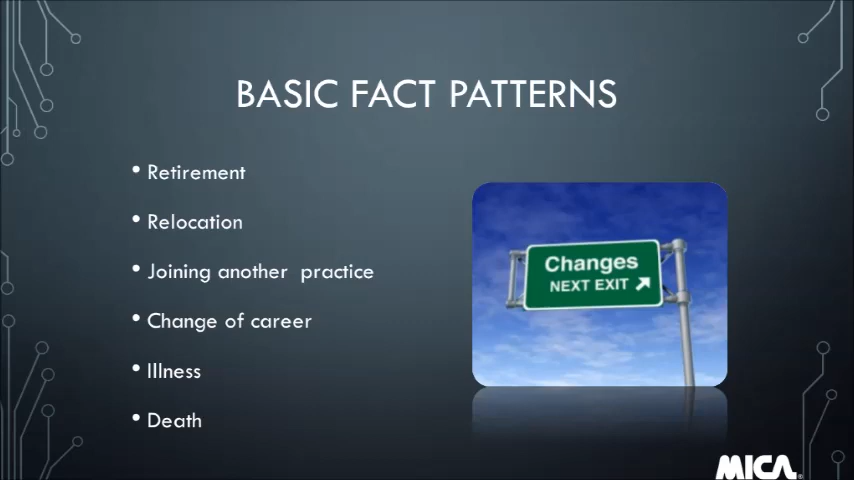 BASIC FACT PATTERNS
• Retirement
• Relocation
• Joining another practice
• Change of career
• Illness
• Death
Changes
NEXT EXIT
MICA®